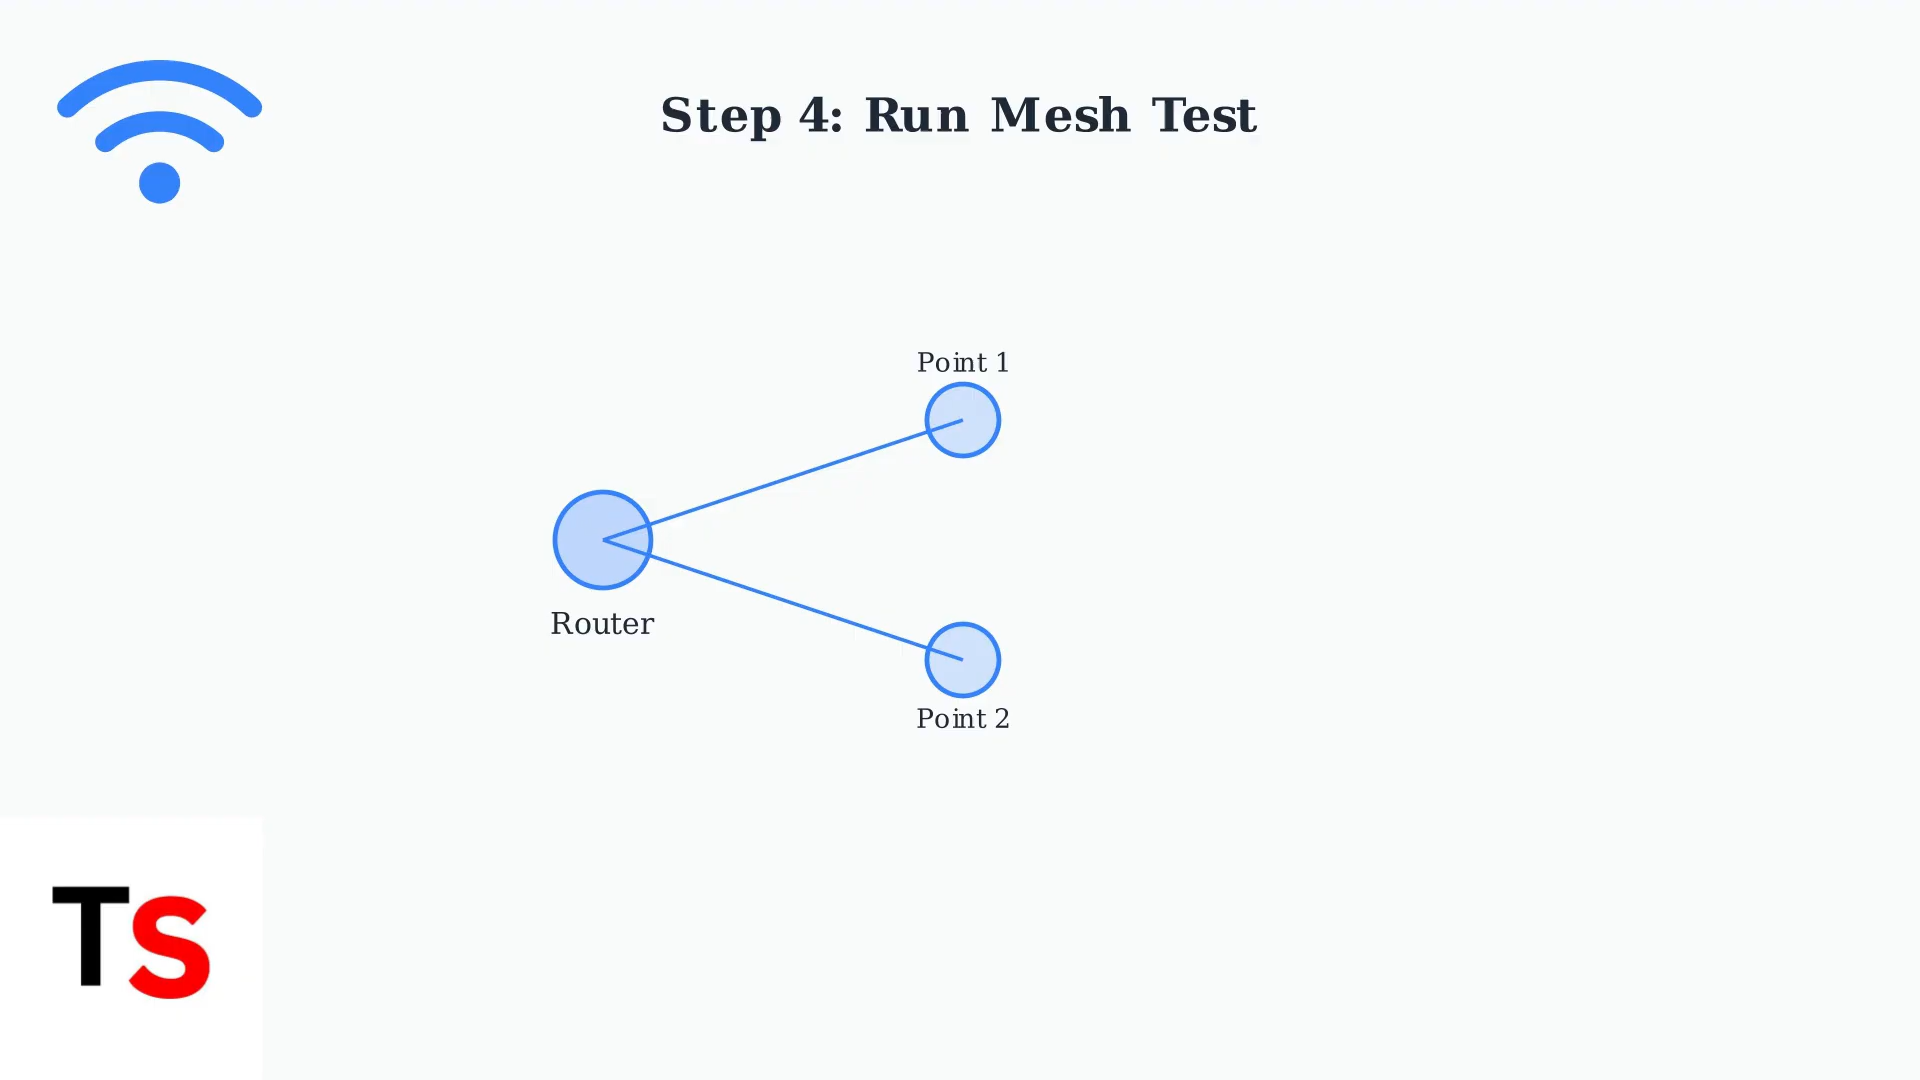 Step 4: Run Mesh Test
Point 1
Router
Point 2
TS